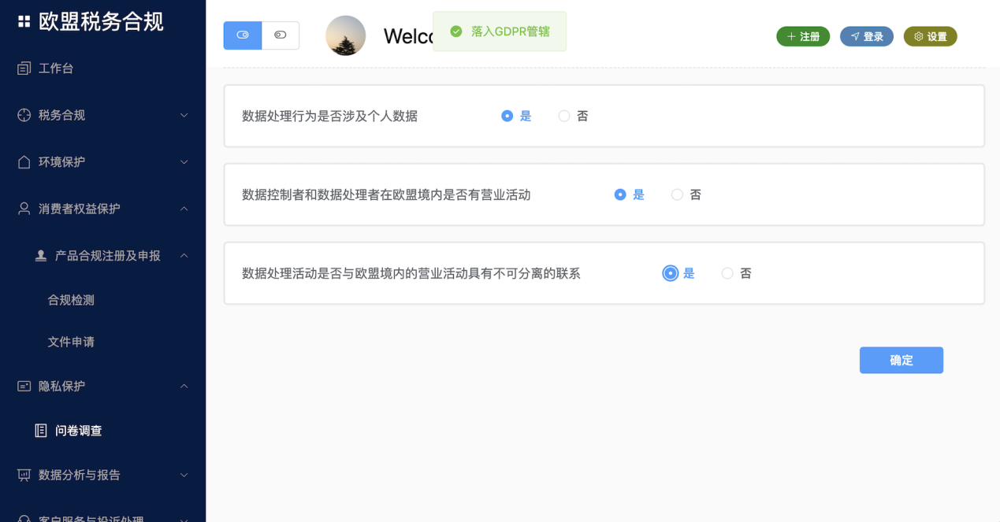 欧盟税务合规
工作台
税务合规
环境保护
消费者权益保护
产品合规注册及申报
合规检测
文件申请
隐私保护
问卷调查
数据分析与报告
客户服务与投诉处理
Welco
落入GDPR管辖
注册
登录
设置
数据处理行为是否涉及个人数据 是 否
数据控制者和数据处理者在欧盟境内是否有营业活动 是 否
数据处理活动是否与欧盟境内的营业活动具有不可分离的联系 是 否
确定